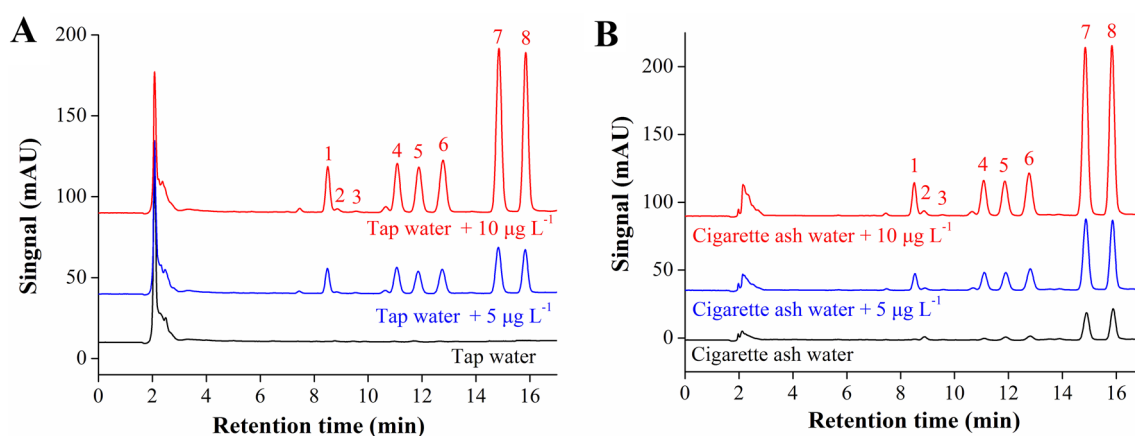 A
Singnal (mAU)
200
150
100
50
0
1
2
3
4
5
6
7
8
Tap water + 10 µg L⁻¹
Tap water + 5 µg L⁻¹
Tap water
0 2 4 6 8 10 12 14 16
Retention time (min)
B
Singnal (mAU)
200
150
100
50
0
1
2
3
4
5
6
7
8
Cigarette ash water + 10 µg L⁻¹
Cigarette ash water + 5 µg L⁻¹
Cigarette ash water
0 2 4 6 8 10 12 14 16
Retention time (min)